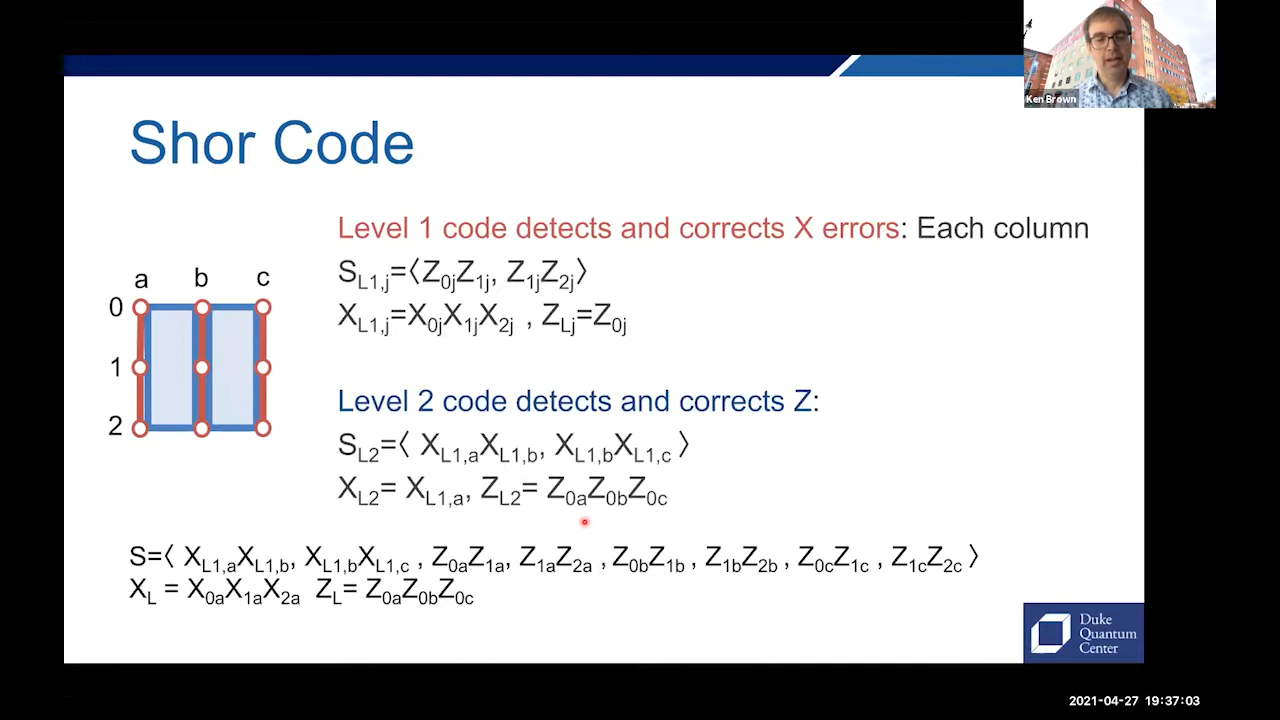 Ken Brown
Shor Code
Level 1 code detects and corrects X errors: Each column
S_{L1,j}=⟨Z_{0j}Z_{1j}, Z_{1j}Z_{2j}⟩
X_{L1,j}=X_{0j}X_{1j}X_{2j} , Z_{Lj}=Z_{0j}
a b c
0
1
2
Level 2 code detects and corrects Z:
S_{L2}=⟨ X_{L1,a}X_{L1,b}, X_{L1,b}X_{L1,c} ⟩
X_{L2}= X_{L1,a}, Z_{L2}= Z_{0a}Z_{0b}Z_{0c}
S=⟨ X_{L1,a}X_{L1,b}, X_{L1,b}X_{L1,c} , Z_{0a}Z_{1a}, Z_{1a}Z_{2a} , Z_{0b}Z_{1b} , Z_{1b}Z_{2b} , Z_{0c}Z_{1c} , Z_{1c}Z_{2c} ⟩
X_L = X_{0a}X_{1a}X_{2a} Z_L= Z_{0a}Z_{0b}Z_{0c}
Duke
Quantum
Center
2021-04-27 19:37:03